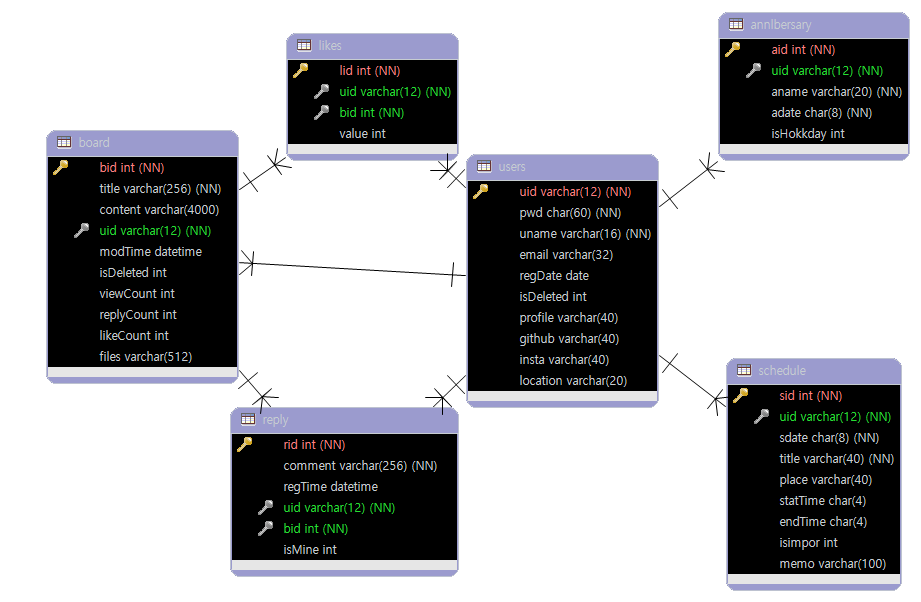 likes
lid int (NN)
uid varchar(12) (NN)
bid int (NN)
value int
annlbersary
aid int (NN)
uid varchar(12) (NN)
aname varchar(20) (NN)
adate char(8) (NN)
isHokkday int
board
bid int (NN)
title varchar(256) (NN)
content varchar(4000)
uid varchar(12) (NN)
modTime datetime
isDeleted int
viewCount int
replyCount int
likeCount int
files varchar(512)
users
uid varchar(12) (NN)
pwd char(60) (NN)
uname varchar(16) (NN)
email varchar(32)
regDate date
isDeleted int
profile varchar(40)
github varchar(40)
insta varchar(40)
location varchar(20)
reply
rid int (NN)
comment varchar(256) (NN)
regTime datetime
uid varchar(12) (NN)
bid int (NN)
isMine int
schedule
sid int (NN)
uid varchar(12) (NN)
sdate char(8) (NN)
title varchar(40) (NN)
place varchar(40)
statTime char(4)
endTime char(4)
isimpor int
memo varchar(100)